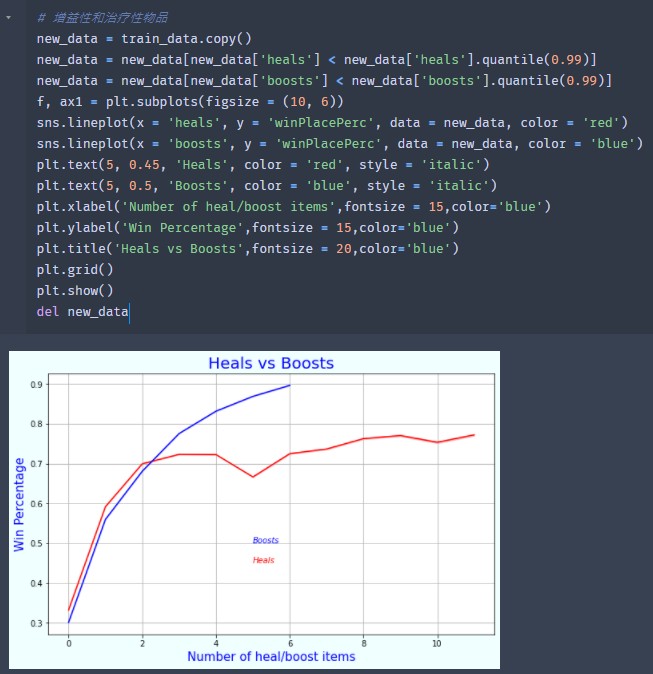 # 增益性和治疗性物品
new_data = train_data.copy()
new_data = new_data[new_data['heals'] < new_data['heals'].quantile(0.99)]
new_data = new_data[new_data['boosts'] < new_data['boosts'].quantile(0.99)]
f, ax1 = plt.subplots(figsize = (10, 6))
sns.lineplot(x = 'heals', y = 'winPlacePerc', data = new_data, color = 'red')
sns.lineplot(x = 'boosts', y = 'winPlacePerc', data = new_data, color = 'blue')
plt.text(5, 0.45, 'Heals', color = 'red', style = 'italic')
plt.text(5, 0.5, 'Boosts', color = 'blue', style = 'italic')
plt.xlabel('Number of heal/boost items',fontsize = 15,color='blue')
plt.ylabel('Win Percentage',fontsize = 15,color='blue')
plt.title('Heals vs Boosts',fontsize = 20,color='blue')
plt.grid()
plt.show()
del new_data
Heals vs Boosts
Win Percentage
0.9
0.8
0.7
0.6
0.5
0.4
0.3
Boosts
Heals
0 2 4 6 8 10
Number of heal/boost items